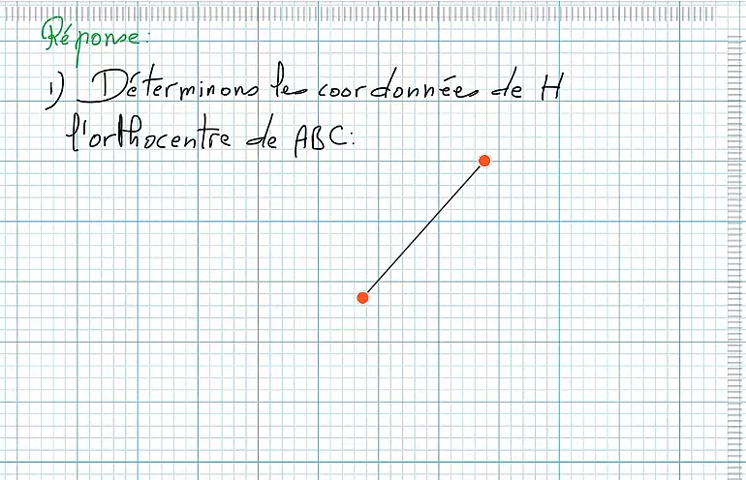 Réponse:
1) Déterminons les coordonnées de H
l'orthocentre de ABC: